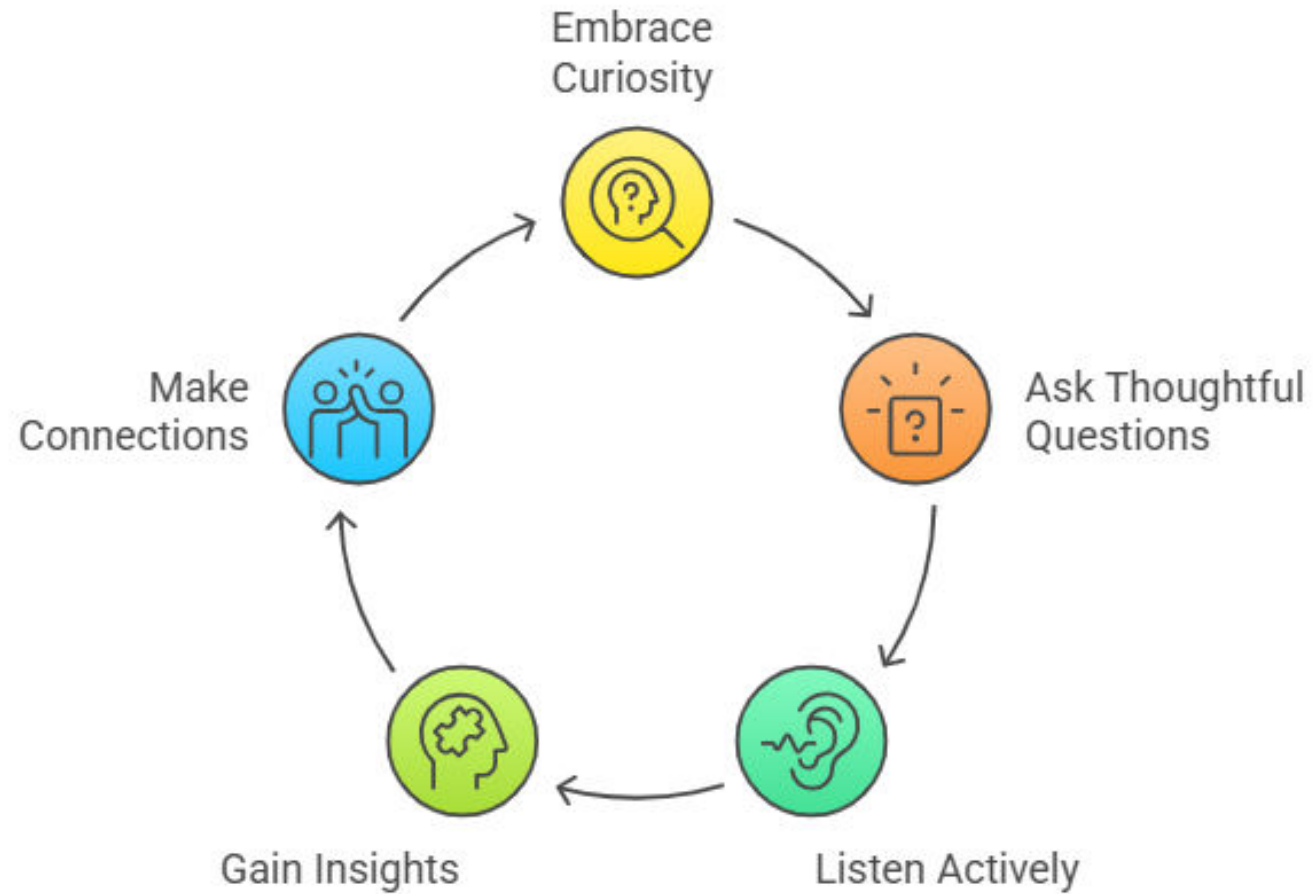 Embrace
Curiosity
?
Ask Thoughtful
Questions
?
Listen Actively
Gain Insights
Make
Connections